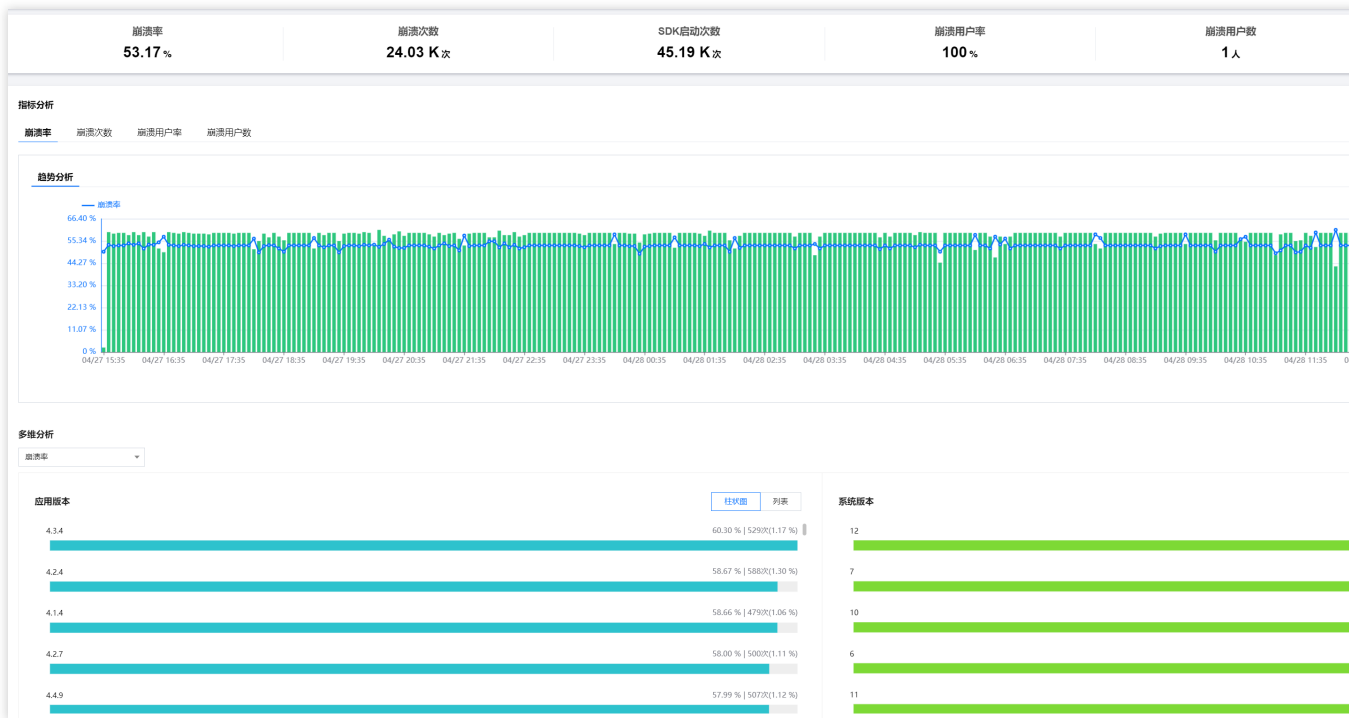 崩溃率 崩溃次数 SDK启动次数 崩溃用户率 崩溃用户数
53.17 % 24.03 K 次 45.19 K 次 100 % 1 人
指标分析
崩溃率 崩溃次数 崩溃用户率 崩溃用户数
趋势分析
崩溃率
66.40 %
55.34 %
44.27 %
33.20 %
22.13 %
11.07 %
0 %
04/27 15:35 04/27 16:35 04/27 17:35 04/27 18:35 04/27 19:35 04/27 20:35 04/27 21:35 04/27 22:35 04/27 23:35 04/28 00:35 04/28 01:35 04/28 02:35 04/28 03:35 04/28 04:35 04/28 05:35 04/28 06:35 04/28 07:35 04/28 08:35 04/28 09:35 04/28 10:35 04/28 11:35 0
多维分析
崩溃率
应用版本 柱状图 列表 系统版本
4.3.4 60.30 % | 529次(1.17 %) 12
4.2.4 58.67 % | 588次(1.30 %) 7
4.1.4 58.66 % | 479次(1.06 %) 10
4.2.7 58.00 % | 500次(1.11 %) 6
4.4.9 57.99 % | 507次(1.12 %) 11